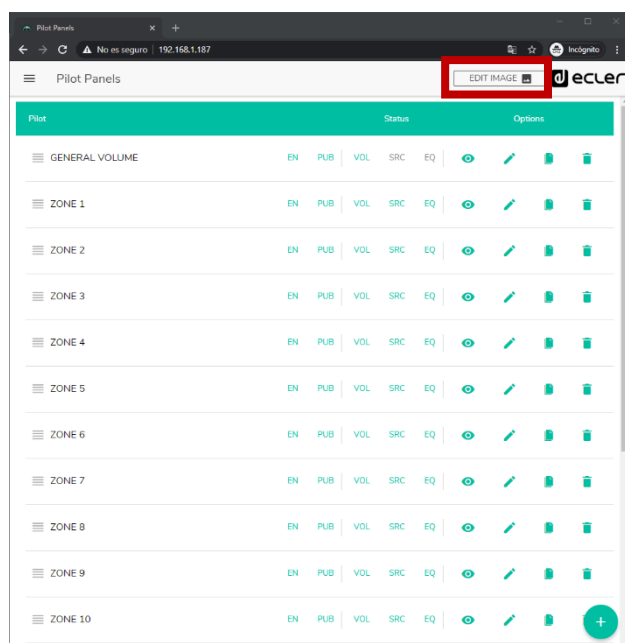 Pilot Panels × +
No es seguro 192.168.1.187 Incógnito
Pilot Panels EDIT IMAGE ecler
Pilot Status Options
GENERAL VOLUME EN PUB VOL SRC EQ
ZONE 1 EN PUB VOL SRC EQ
ZONE 2 EN PUB VOL SRC EQ
ZONE 3 EN PUB VOL SRC EQ
ZONE 4 EN PUB VOL SRC EQ
ZONE 5 EN PUB VOL SRC EQ
ZONE 6 EN PUB VOL SRC EQ
ZONE 7 EN PUB VOL SRC EQ
ZONE 8 EN PUB VOL SRC EQ
ZONE 9 EN PUB VOL SRC EQ
ZONE 10 EN PUB VOL SRC EQ
+